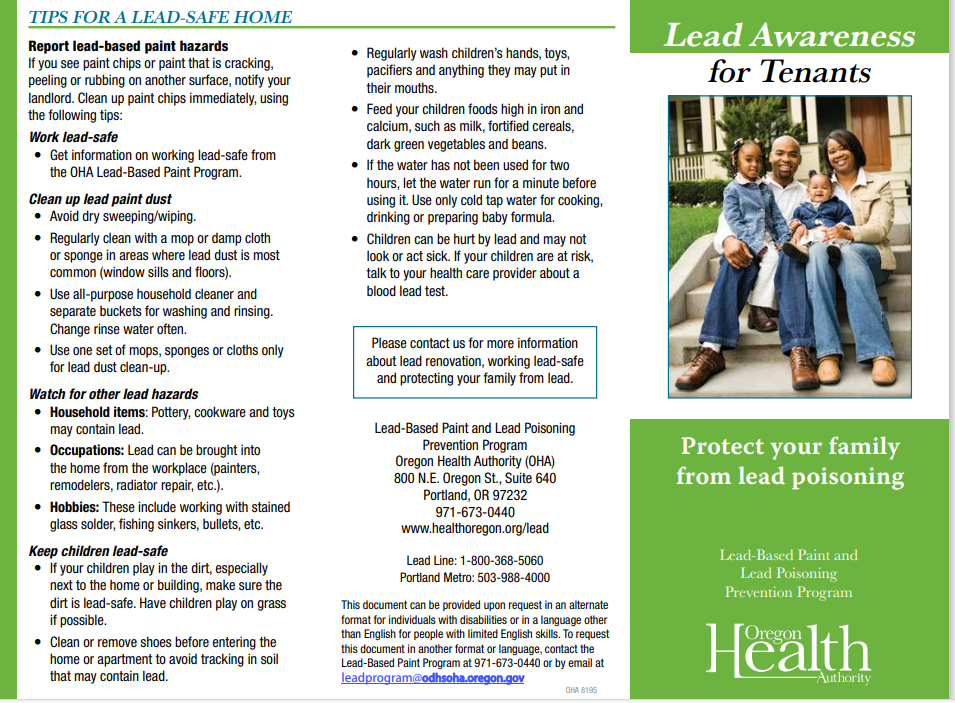 TIPS FOR A LEAD-SAFE HOME
Report lead-based paint hazards
If you see paint chips or paint that is cracking,
peeling or rubbing on another surface, notify your
landlord. Clean up paint chips immediately, using
the following tips:
Work lead-safe
• Get information on working lead-safe from
the OHA Lead-Based Paint Program.
Clean up lead paint dust
• Avoid dry sweeping/wiping.
• Regularly clean with a mop or damp cloth
or sponge in areas where lead dust is most
common (window sills and floors).
• Use all-purpose household cleaner and
separate buckets for washing and rinsing.
Change rinse water often.
• Use one set of mops, sponges or cloths only
for lead dust clean-up.
Watch for other lead hazards
• Household items: Pottery, cookware and toys
may contain lead.
• Occupations: Lead can be brought into
the home from the workplace (painters,
remodelers, radiator repair, etc.).
• Hobbies: These include working with stained
glass solder, fishing sinkers, bullets, etc.
Keep children lead-safe
• If your children play in the dirt, especially
next to the home or building, make sure the
dirt is lead-safe. Have children play on grass
if possible.
• Clean or remove shoes before entering the
home or apartment to avoid tracking in soil
that may contain lead.
• Regularly wash children's hands, toys,
pacifiers and anything they may put in
their mouths.
• Feed your children foods high in iron and
calcium, such as milk, fortified cereals,
dark green vegetables and beans.
• If the water has not been used for two
hours, let the water run for a minute before
using it. Use only cold tap water for cooking,
drinking or preparing baby formula.
• Children can be hurt by lead and may not
look or act sick. If your children are at risk,
talk to your health care provider about a
blood lead test.
Please contact us for more information
about lead renovation, working lead-safe
and protecting your family from lead.
Lead-Based Paint and Lead Poisoning
Prevention Program
Oregon Health Authority (OHA)
800 N.E. Oregon St., Suite 640
Portland, OR 97232
971-673-0440
www.healthoregon.org/lead
Lead Line: 1-800-368-5060
Portland Metro: 503-988-4000
This document can be provided upon request in an alternate
format for individuals with disabilities or in a language other
than English for people with limited English skills. To request
this document in another format or language, contact the
Lead-Based Paint Program at 971-673-0440 or by email at
leadprogram@odhsoha.oregon.gov
OHA 8195
Lead Awareness
for Tenants
Protect your family
from lead poisoning
Lead-Based Paint and
Lead Poisoning
Prevention Program
Oregon
Health
Authority